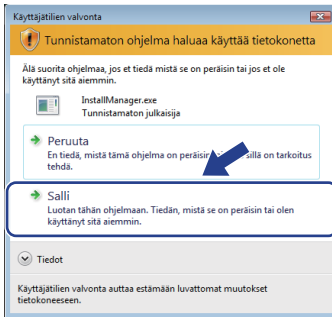 Käyttäjätilien valvonta
Tunnistamaton ohjelma haluaa käyttää tietokonetta
Älä suorita ohjelmaa, jos et tiedä mistä se on peräisin tai jos et ole
käyttänyt sitä aiemmin.
InstallManager.exe
Tunnistamaton julkaisija
Peruuta
En tiedä, mistä tämä ohjelma on peräisin sillä on tarkoitus
tehdä.
Salli
Luotan tähän ohjelmaan. Tiedän, mistä se on peräisin tai olen
käyttänyt sitä aiemmin.
Tiedot
Käyttäjätilien valvonta auttaa estämään luvattomat muutokset
tietokoneeseen.